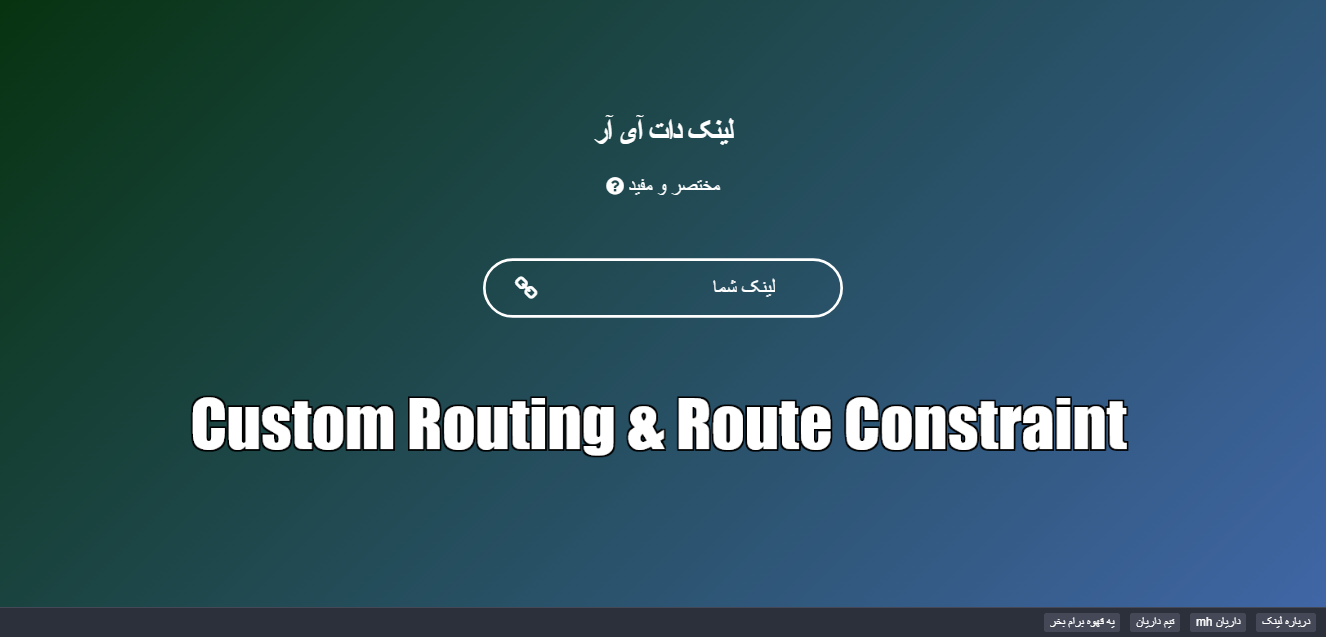 لینک دات آی آر
مختصر و مفید ?
لینک شما
Custom Routing & Route Constraint
درباره لینک
داریان mh
تیم داریان
یه قهوه برام بخر